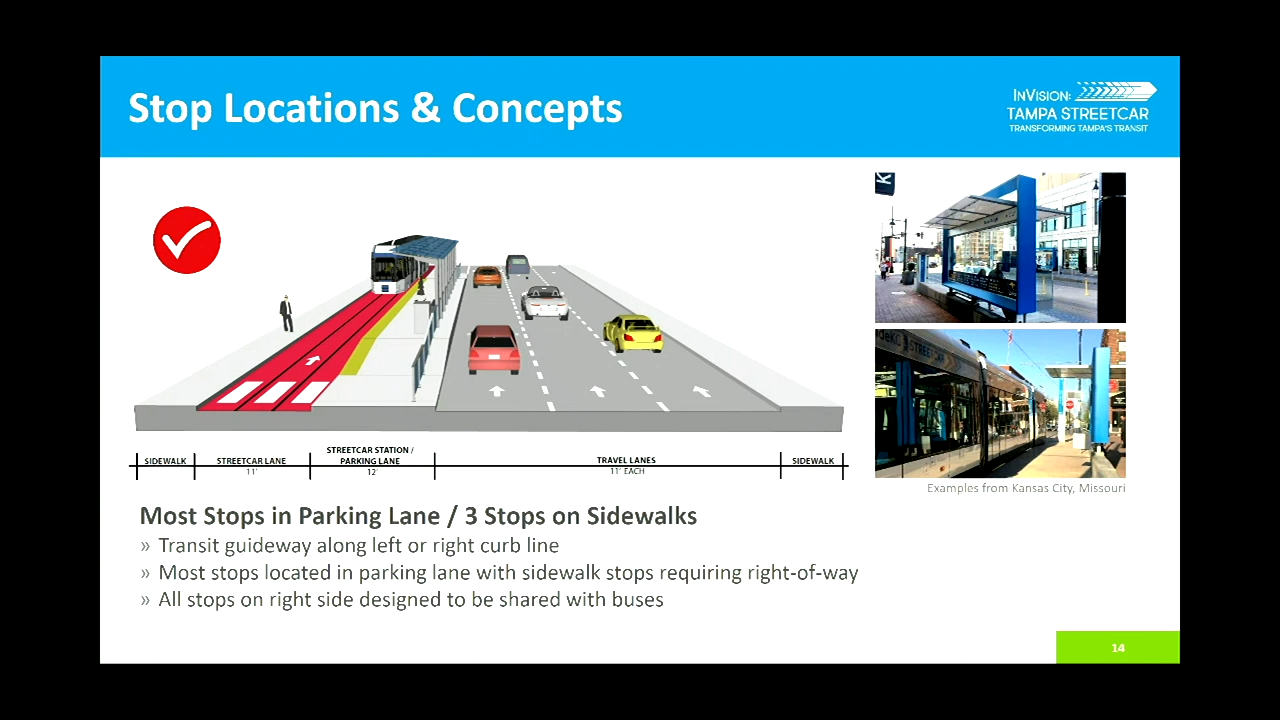 Stop Locations & Concepts
INVISION:
TAMPA STREETCAR
TRANSFORMING TAMPA'S TRANSIT
K
STREETCAR
SIDEWALK
STREETCAR LANE
11'
STREETCAR STATION /
PARKING LANE
12'
TRAVEL LANES
11' EACH
SIDEWALK
Examples from Kansas City, Missouri
Most Stops in Parking Lane / 3 Stops on Sidewalks
» Transit guideway along left or right curb line
» Most stops located in parking lane with sidewalk stops requiring right-of-way
» All stops on right side designed to be shared with buses
14